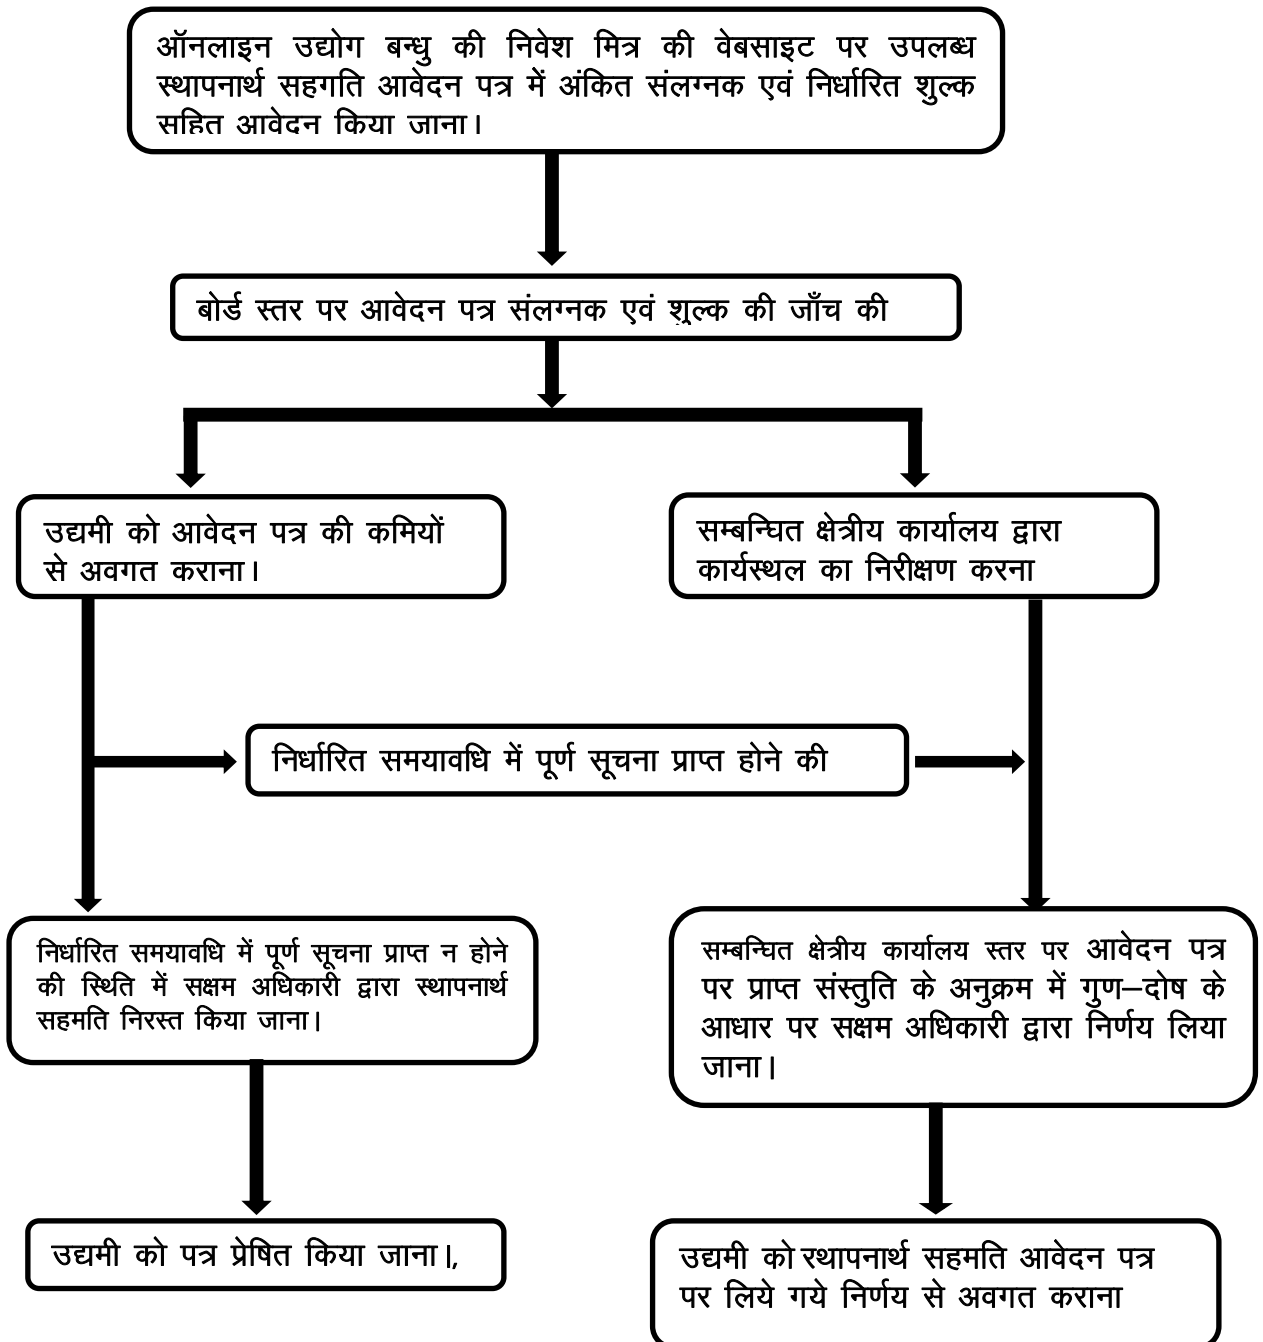 ऑनलाइन उद्योग बन्धु की निवेश मित्र की वेबसाइट पर उपलब्ध
स्थापनार्थ सहगति आवेदन पत्र में अंकित संलग्नक एवं निर्धारित शुल्क
सहित आवेदन किया जाना।
बोर्ड स्तर पर आवेदन पत्र संलग्नक एवं शुल्क की जाँच की
उद्यमी को आवेदन पत्र की कमियों
से अवगत कराना।
सम्बन्धित क्षेत्रीय कार्यालय द्वारा
कार्यस्थल का निरीक्षण करना
निर्धारित समयावधि में पूर्ण सूचना प्राप्त होने की
निर्धारित समयावधि में पूर्ण सूचना प्राप्त न होने
की स्थिति में सक्षम अधिकारी द्वारा स्थापनार्थ
सहमति निरस्त किया जाना।
सम्बन्धित क्षेत्रीय कार्यालय स्तर पर आवेदन पत्र
पर प्राप्त संस्तुति के अनुक्रम में गुण–दोष के
आधार पर सक्षम अधिकारी द्वारा निर्णय लिया
जाना।
उद्यमी को पत्र प्रेषित किया जाना।,
उद्यमी को रथापनार्थ सहमति आवेदन पत्र
पर लिये गये निर्णय से अवगत कराना